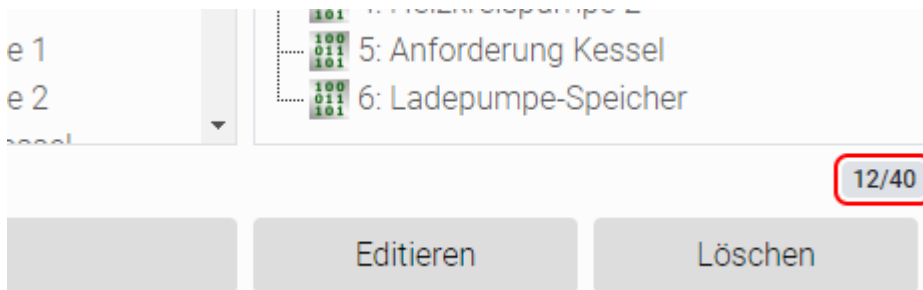 e 1
5: Anforderung Kessel
e 2
6: Ladepumpe-Speicher
12/40
Editieren
Löschen